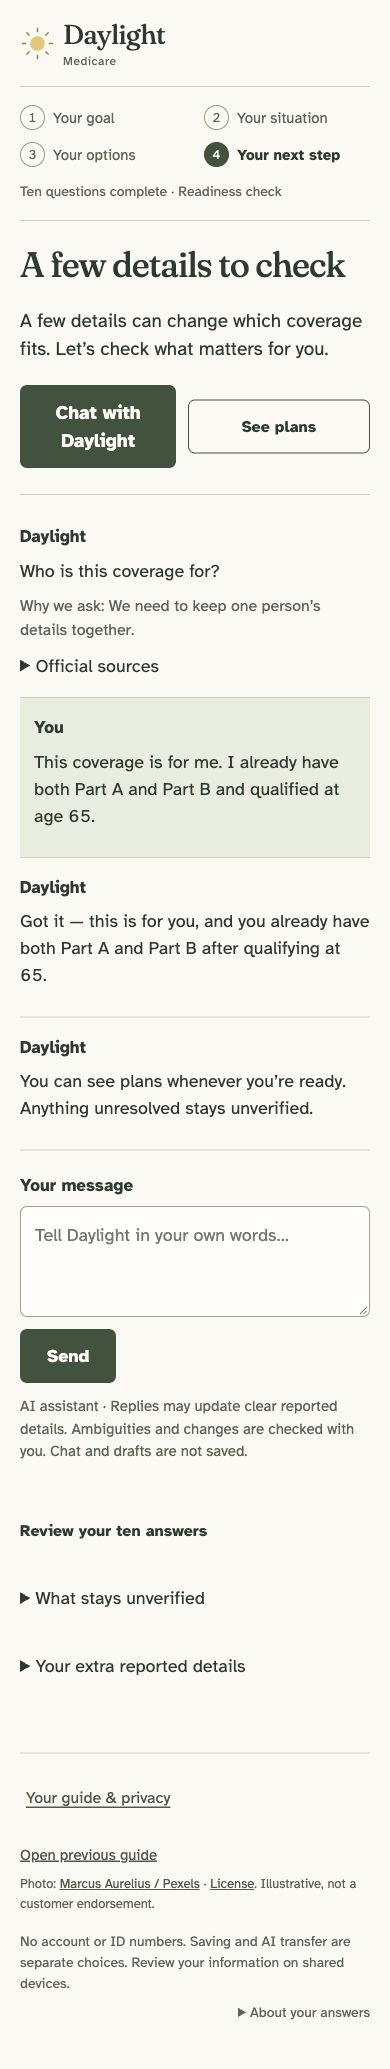 Daylight
Medicare
1 Your goal
2 Your situation
3 Your options
4 Your next step
Ten questions complete · Readiness check
A few details to check
A few details can change which coverage
fits. Let’s check what matters for you.
Chat with
Daylight
See plans
Daylight
Who is this coverage for?
Why we ask: We need to keep one person’s
details together.
Official sources
You
This coverage is for me. I already have
both Part A and Part B and qualified at
age 65.
Daylight
Got it — this is for you, and you already have
both Part A and Part B after qualifying at
65.
Daylight
You can see plans whenever you’re ready.
Anything unresolved stays unverified.
Your message
Tell Daylight in your own words...
Send
AI assistant · Replies may update clear reported
details. Ambiguities and changes are checked with
you. Chat and drafts are not saved.
Review your ten answers
What stays unverified
Your extra reported details
Your guide & privacy
Open previous guide
Photo: Marcus Aurelius / Pexels · License. Illustrative, not a
customer endorsement.
No account or ID numbers. Saving and AI transfer are
separate choices. Review your information on shared
devices.
About your answers